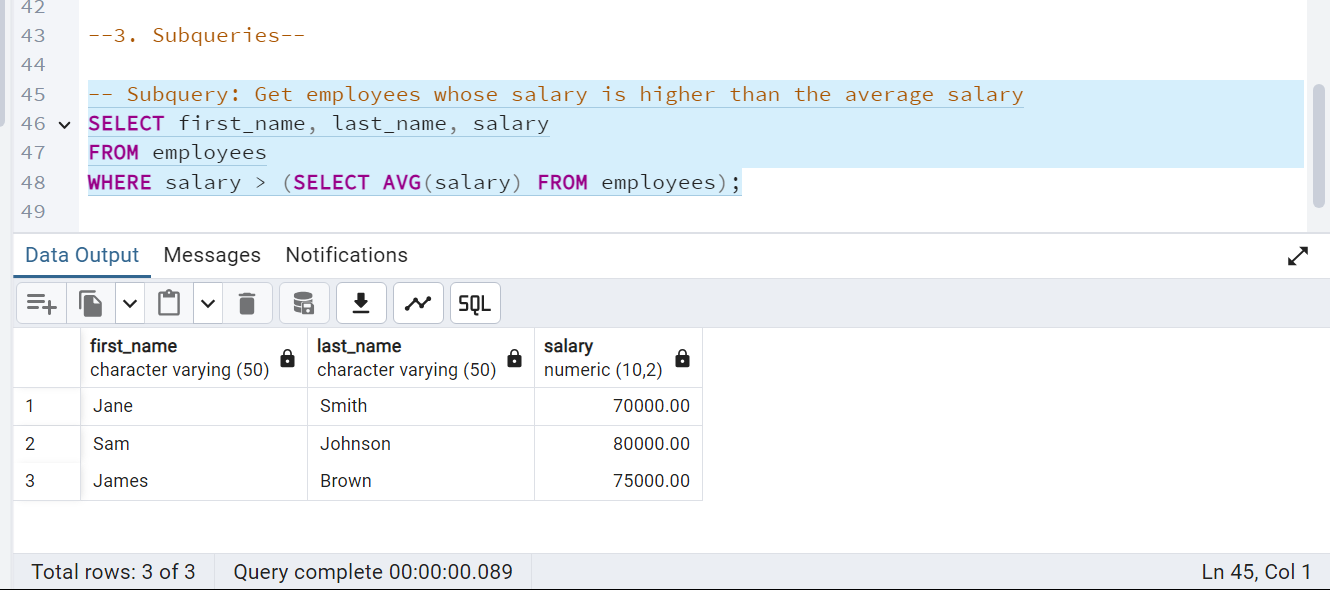 42
43 --3. Subqueries--
44
45 -- Subquery: Get employees whose salary is higher than the average salary
46 SELECT first_name, last_name, salary
47 FROM employees
48 WHERE salary > (SELECT AVG(salary) FROM employees);
49
Data Output Messages Notifications
SQL
first_name last_name salary
character varying (50) character varying (50) numeric (10,2)
1 Jane Smith 70000.00
2 Sam Johnson 80000.00
3 James Brown 75000.00
Total rows: 3 of 3 Query complete 00:00:00.089 Ln 45, Col 1